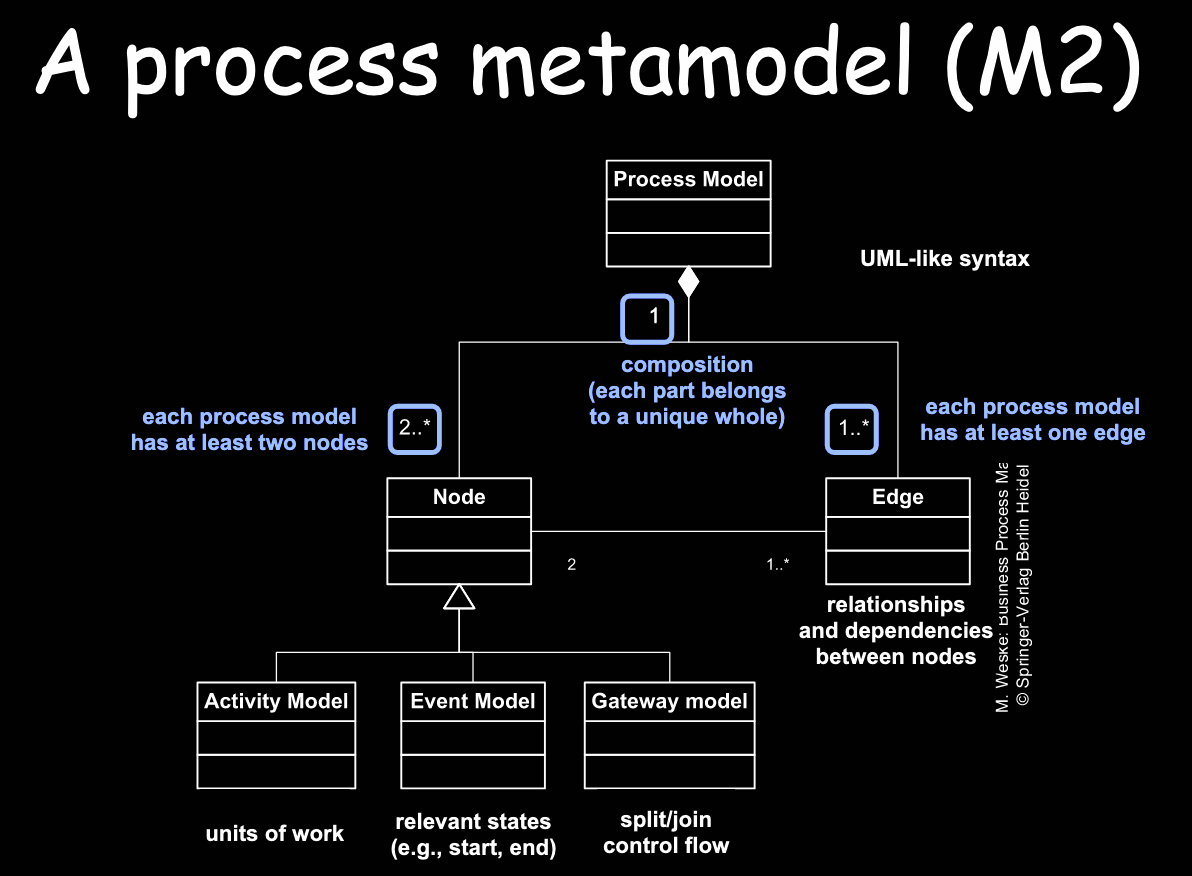 A process metamodel (M2)
Process Model
UML-like syntax
1
composition
(each part belongs
to a unique whole)
each process model
has at least two nodes
2..*
1..*
each process model
has at least one edge
Node
Edge
2
1..*
relationships
and dependencies
between nodes
M. Weske: Business Process Ma
© Springer-Verlag Berlin Heidel
Activity Model
Event Model
Gateway model
units of work
relevant states
(e.g., start, end)
split/join
control flow